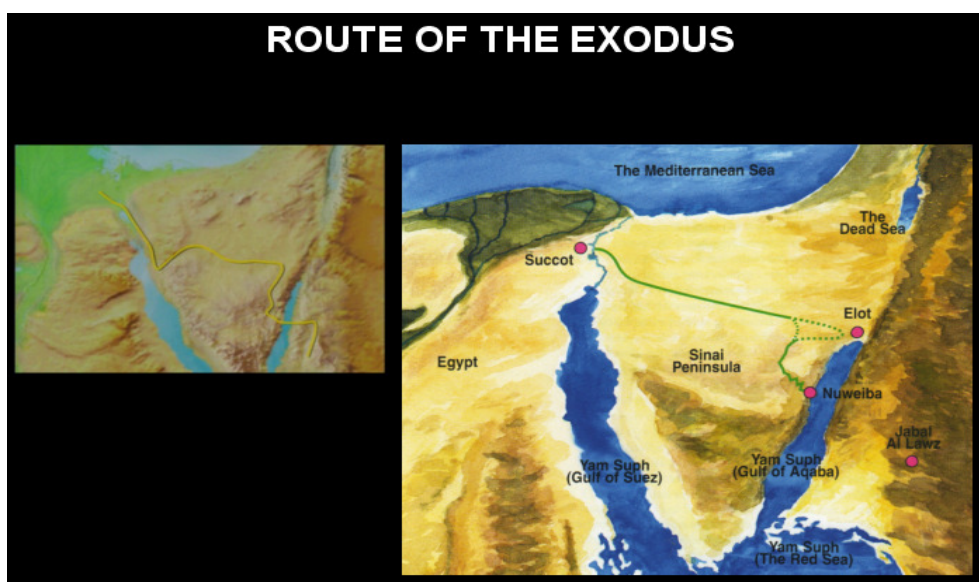 ROUTE OF THE EXODUS
The Mediterranean Sea
The
Dead Sea
Succot
Elot
Egypt
Sinai
Peninsula
Nuweiba
Jabal
Al Lawz
Yam Suph
(Gulf of Suez)
Yam Suph
(Gulf of Aqaba)
Yam Suph
(The Red Sea)